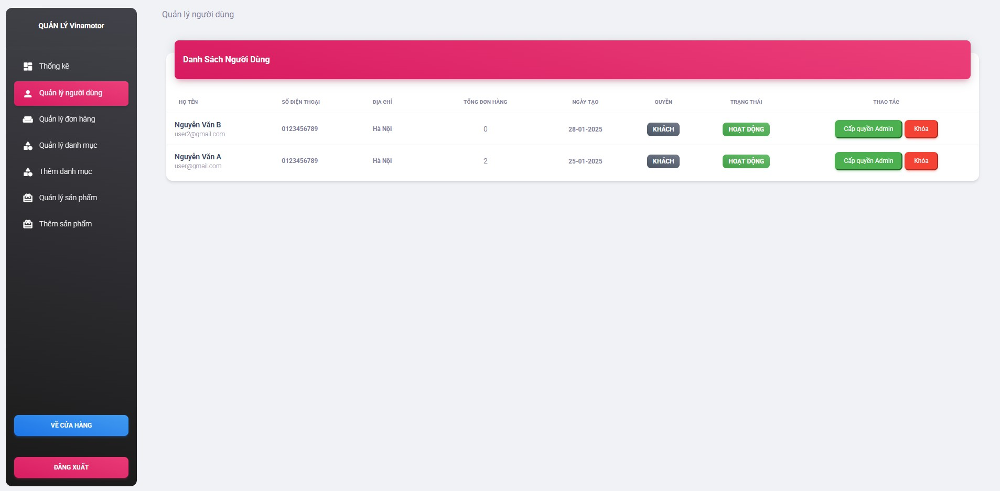 QUẢN LÝ Vinamotor
Thống kê
Quản lý người dùng
Quản lý đơn hàng
Quản lý danh mục
Thêm danh mục
Quản lý sản phẩm
Thêm sản phẩm
VỀ CỬA HÀNG
ĐĂNG XUẤT
Quản lý người dùng
Danh Sách Người Dùng
HỌ TÊN SỐ ĐIỆN THOẠI ĐỊA CHỈ TỔNG ĐƠN HÀNG NGÀY TẠO QUYỀN TRẠNG THÁI THAO TÁC
Nguyễn Văn B
user2@gmail.com
0123456789 Hà Nội 0 28-01-2025 KHÁCH HOẠT ĐỘNG Cấp quyền Admin Khóa
Nguyễn Văn A
user@gmail.com
0123456789 Hà Nội 2 25-01-2025 KHÁCH HOẠT ĐỘNG Cấp quyền Admin Khóa